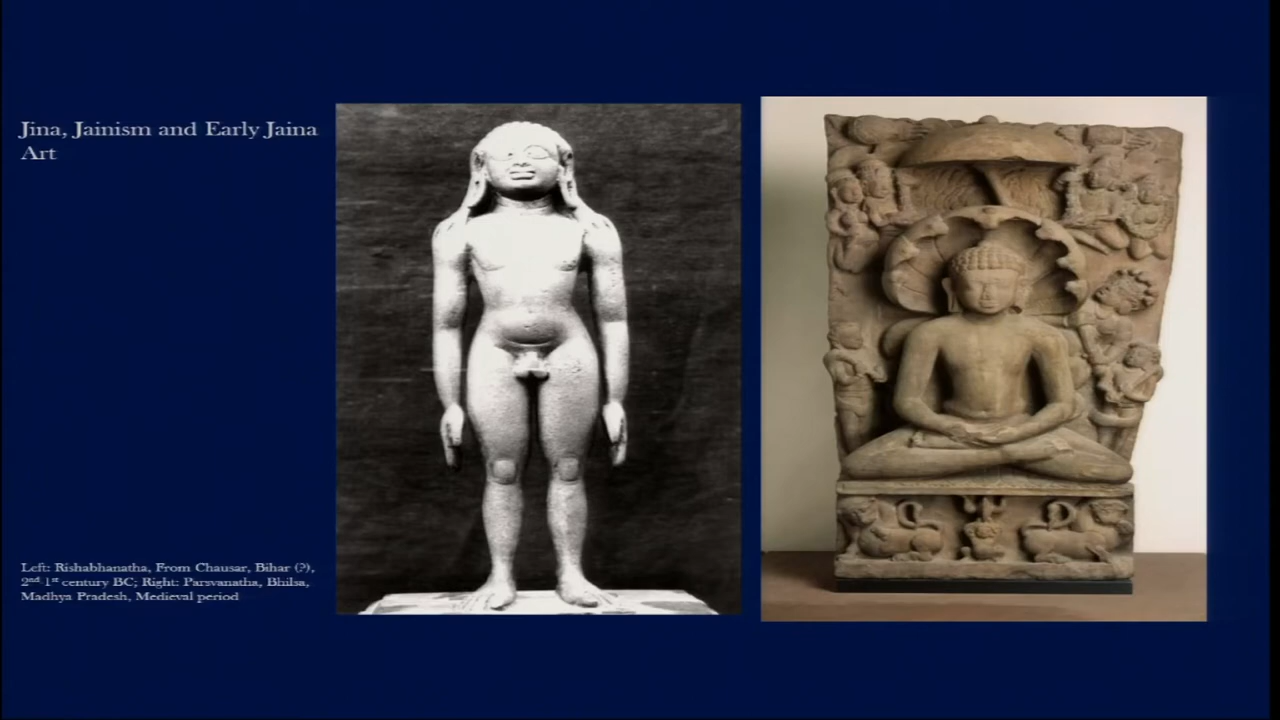 Jina, Jainism and Early Jaina
Art
Left: Rishabhanatha, From Chausar, Bihar (?),
2nd-1st century BC; Right: Parsvanatha, Bhilsa,
Madhya Pradesh, Medieval period